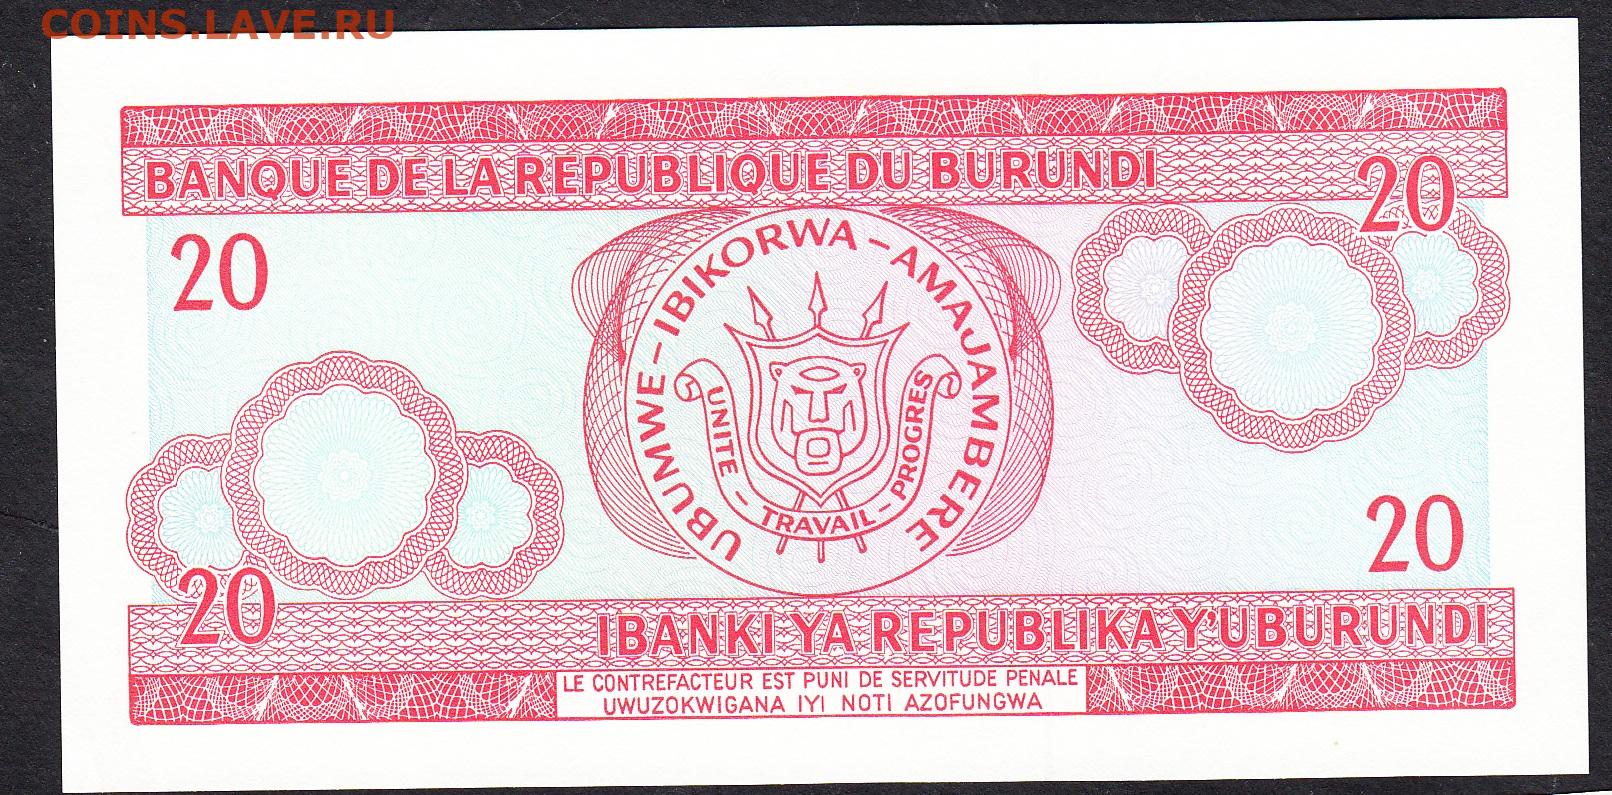 COINS.LAVE.RU
BANQUE DE LA REPUBLIQUE DU BURUNDI
20
20
UBUMWE - IBIKORWA - AMAJAMBERE
UNITE - TRAVAIL - PROGRES
20
20
IBANKI YA REPUBLIKA Y'UBURUNDI
LE CONTREFACTEUR EST PUNI DE SERVITUDE PENALE
UWUZOKWIGANA IYI NOTI AZOFUNGWA